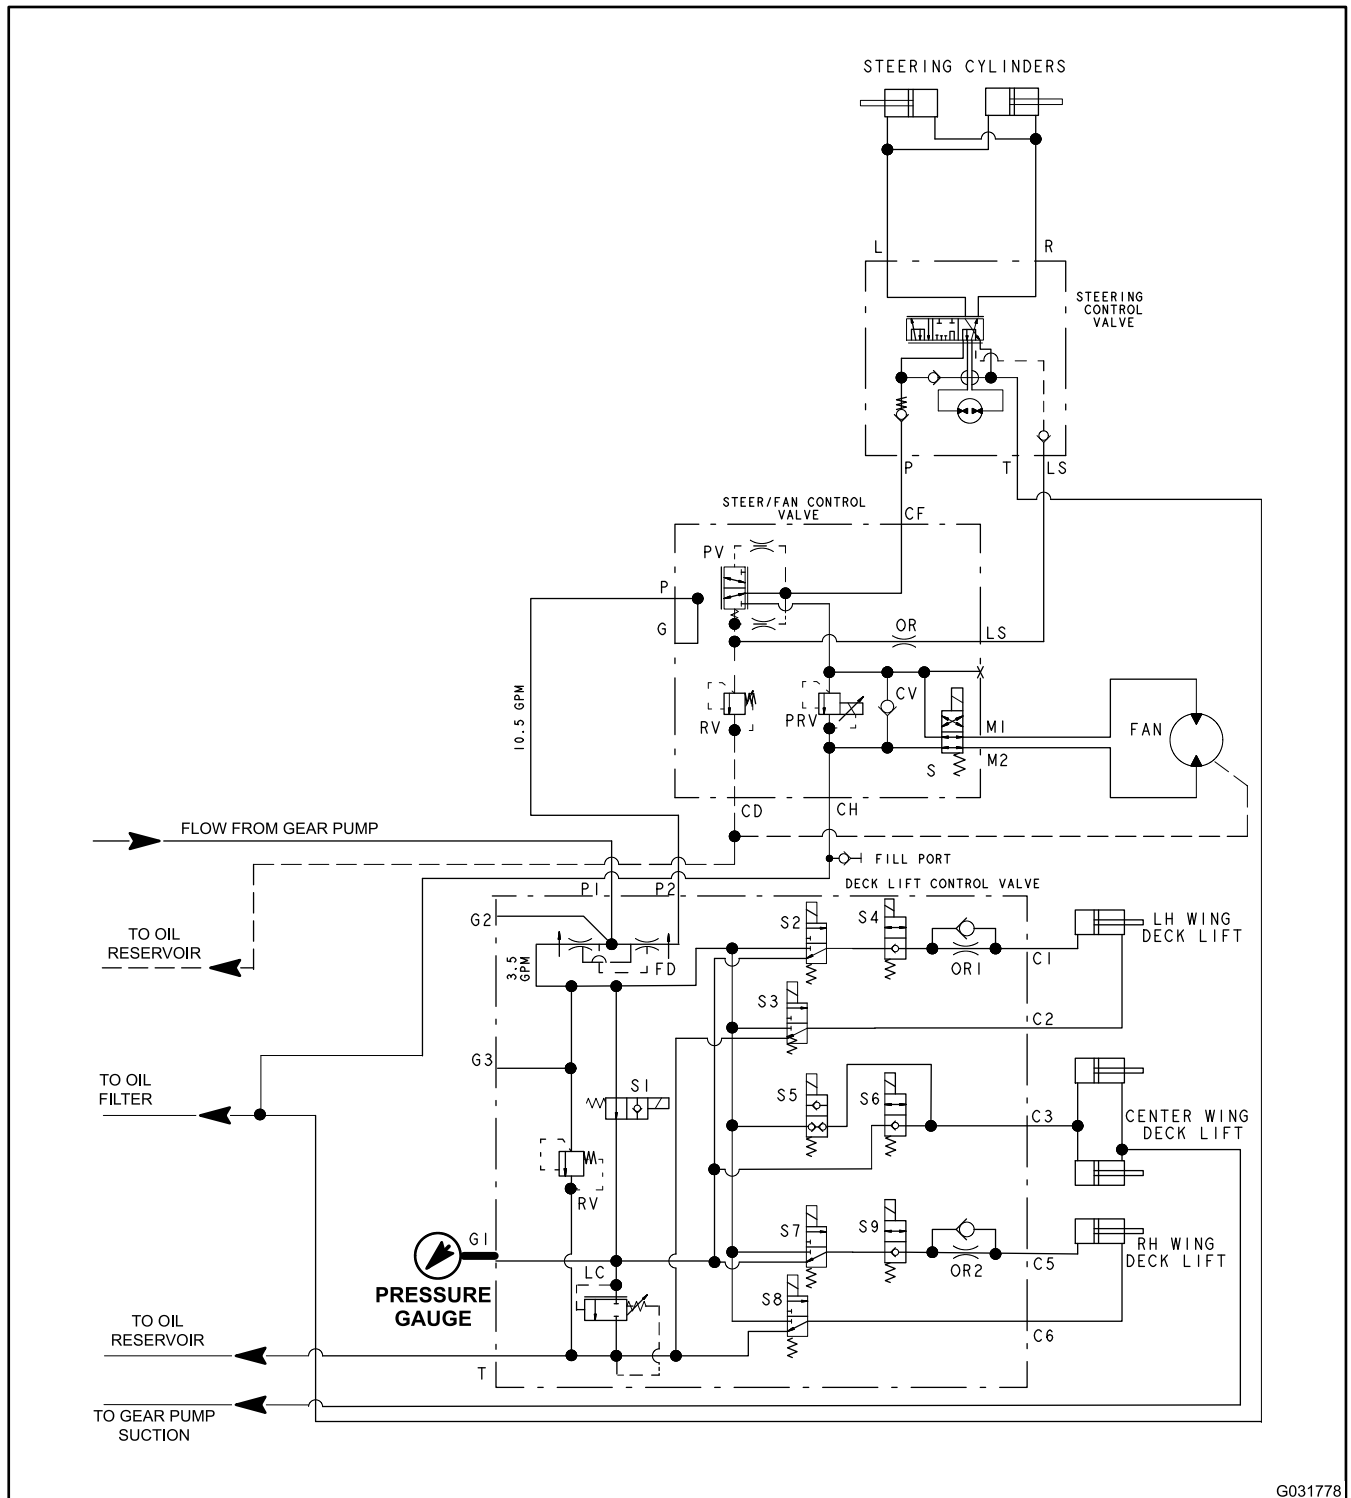 STEERING CYLINDERS
L
R
STEERING
CONTROL
VALVE
P
T
LS
STEER/FAN CONTROL
VALVE
CF
PV
P
G
OR
LS
10.5 GPM
CV
RV
PRV
M1
FAN
S
M2
CD
CH
FLOW FROM GEAR PUMP
FILL PORT
P1
P2
DECK LIFT CONTROL VALVE
G2
S2
S4
LH WING
DECK LIFT
TO OIL
RESERVOIR
3.5
GPM
FD
OR1
C1
S3
C2
G3
TO OIL
FILTER
S1
S5
S6
C3
CENTER WING
DECK LIFT
RV
G1
S7
S9
RH WING
DECK LIFT
LC
OR2
C5
PRESSURE
GAUGE
S8
TO OIL
RESERVOIR
C6
T
TO GEAR PUMP
SUCTION
G031778